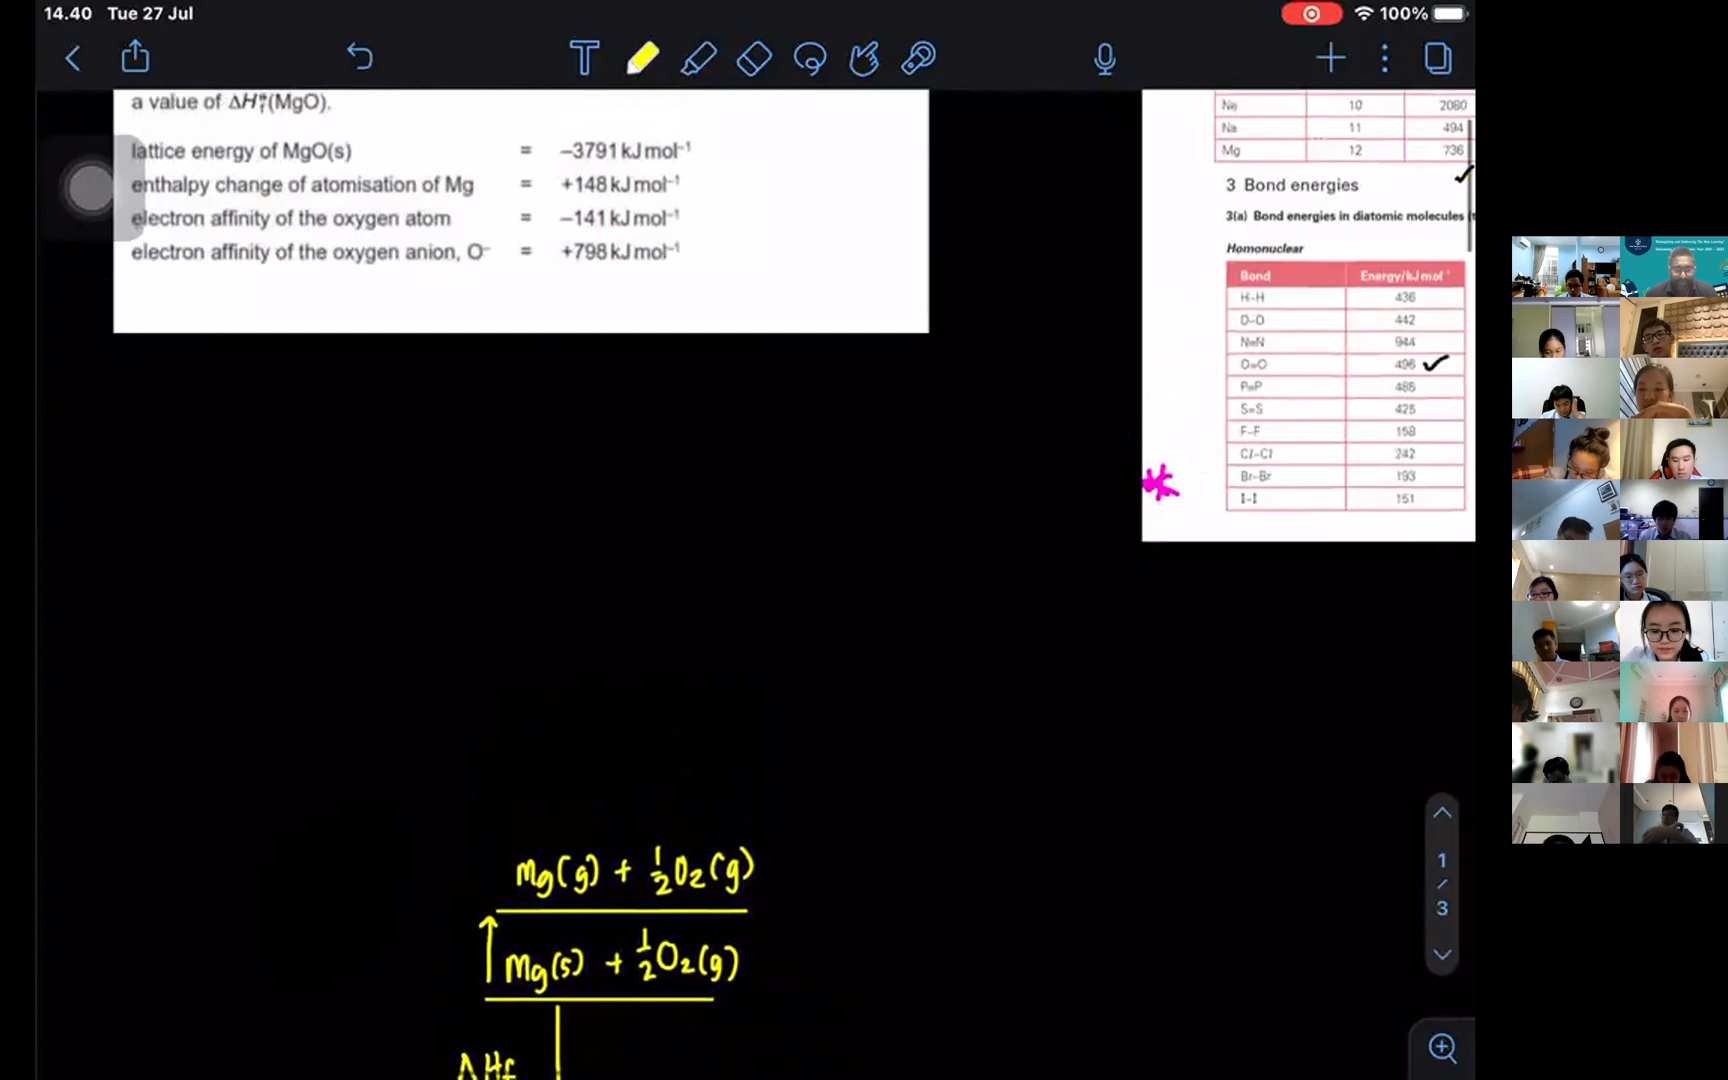 14.40 Tue 27 Jul
100%
a value of ΔH°f(MgO).
lattice energy of MgO(s) = –3791 kJ mol⁻¹
enthalpy change of atomisation of Mg = +148 kJ mol⁻¹
electron affinity of the oxygen atom = –141 kJ mol⁻¹
electron affinity of the oxygen anion, O⁻ = +798 kJ mol⁻¹
Ne 10 2080
Na 11 494
Mg 12 736
3 Bond energies
3(a) Bond energies in diatomic molecules
Homonuclear
Bond Energy/kJ mol⁻¹
H–H 436
D–D 442
N≡N 944
O=O 496 ✓
P≡P 485
S=S 425
F–F 158
Cl–Cl 242
Br–Br 193
I–I 151
Mg(g) + ½O₂(g)
Mg(s) + ½O₂(g)
ΔHf
1
/
3